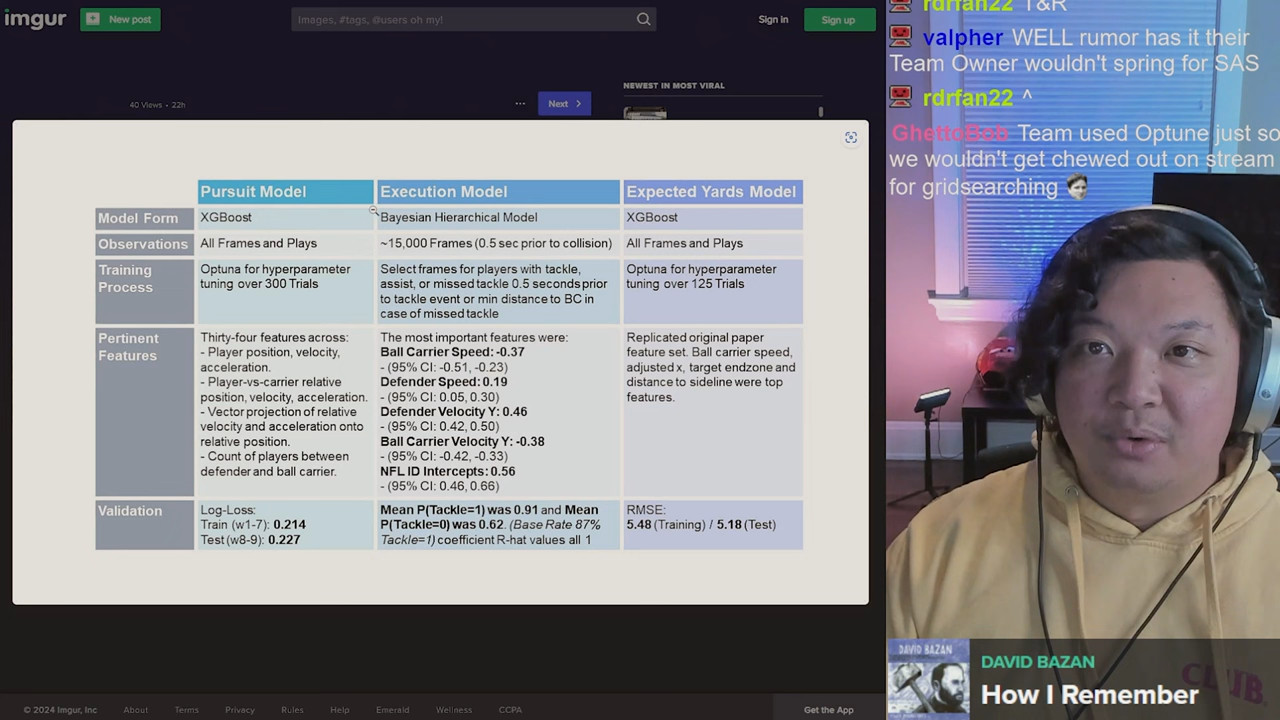 imgur
New post
Images, #tags, @users oh my!
Sign in
Sign up
40 Views • 22h
...
Next >
NEWEST IN MOST VIRAL
Pursuit Model
Execution Model
Expected Yards Model
Model Form
XGBoost
Bayesian Hierarchical Model
XGBoost
Observations
All Frames and Plays
~15,000 Frames (0.5 sec prior to collision)
All Frames and Plays
Training
Process
Optuna for hyperparameter
tuning over 300 Trials
Select frames for players with tackle,
assist, or missed tackle 0.5 seconds prior
to tackle event or min distance to BC in
case of missed tackle
Optuna for hyperparameter
tuning over 125 Trials
Pertinent
Features
Thirty-four features across:
- Player position, velocity,
acceleration.
- Player-vs-carrier relative
position, velocity, acceleration.
- Vector projection of relative
velocity and acceleration onto
relative position.
- Count of players between
defender and ball carrier.
The most important features were:
Ball Carrier Speed: -0.37
- (95% CI: -0.51, -0.23)
Defender Speed: 0.19
- (95% CI: 0.05, 0.30)
Defender Velocity Y: 0.46
- (95% CI: 0.42, 0.50)
Ball Carrier Velocity Y: -0.38
- (95% CI: -0.42, -0.33)
NFL ID Intercepts: 0.56
- (95% CI: 0.46, 0.66)
Replicated original paper
feature set. Ball carrier speed,
adjusted x, target endzone and
distance to sideline were top
features.
Validation
Log-Loss:
Train (w1-7): 0.214
Test (w8-9): 0.227
Mean P(Tackle=1) was 0.91 and Mean
P(Tackle=0) was 0.62. (Base Rate 87%
Tackle=1) coefficient R-hat values all 1
RMSE:
5.48 (Training) / 5.18 (Test)
© 2024 Imgur, Inc
About
Terms
Privacy
Rules
Help
Emerald
Wellness
CCPA
Get the App
rdrfan22 T&R
valpher WELL rumor has it their
Team Owner wouldn't spring for SAS
rdrfan22 ^
GhettoBob Team used Optune just so
we wouldn't get chewed out on stream
for gridsearching
CLUB
DAVID BAZAN
DAVID BAZAN
How I Remember